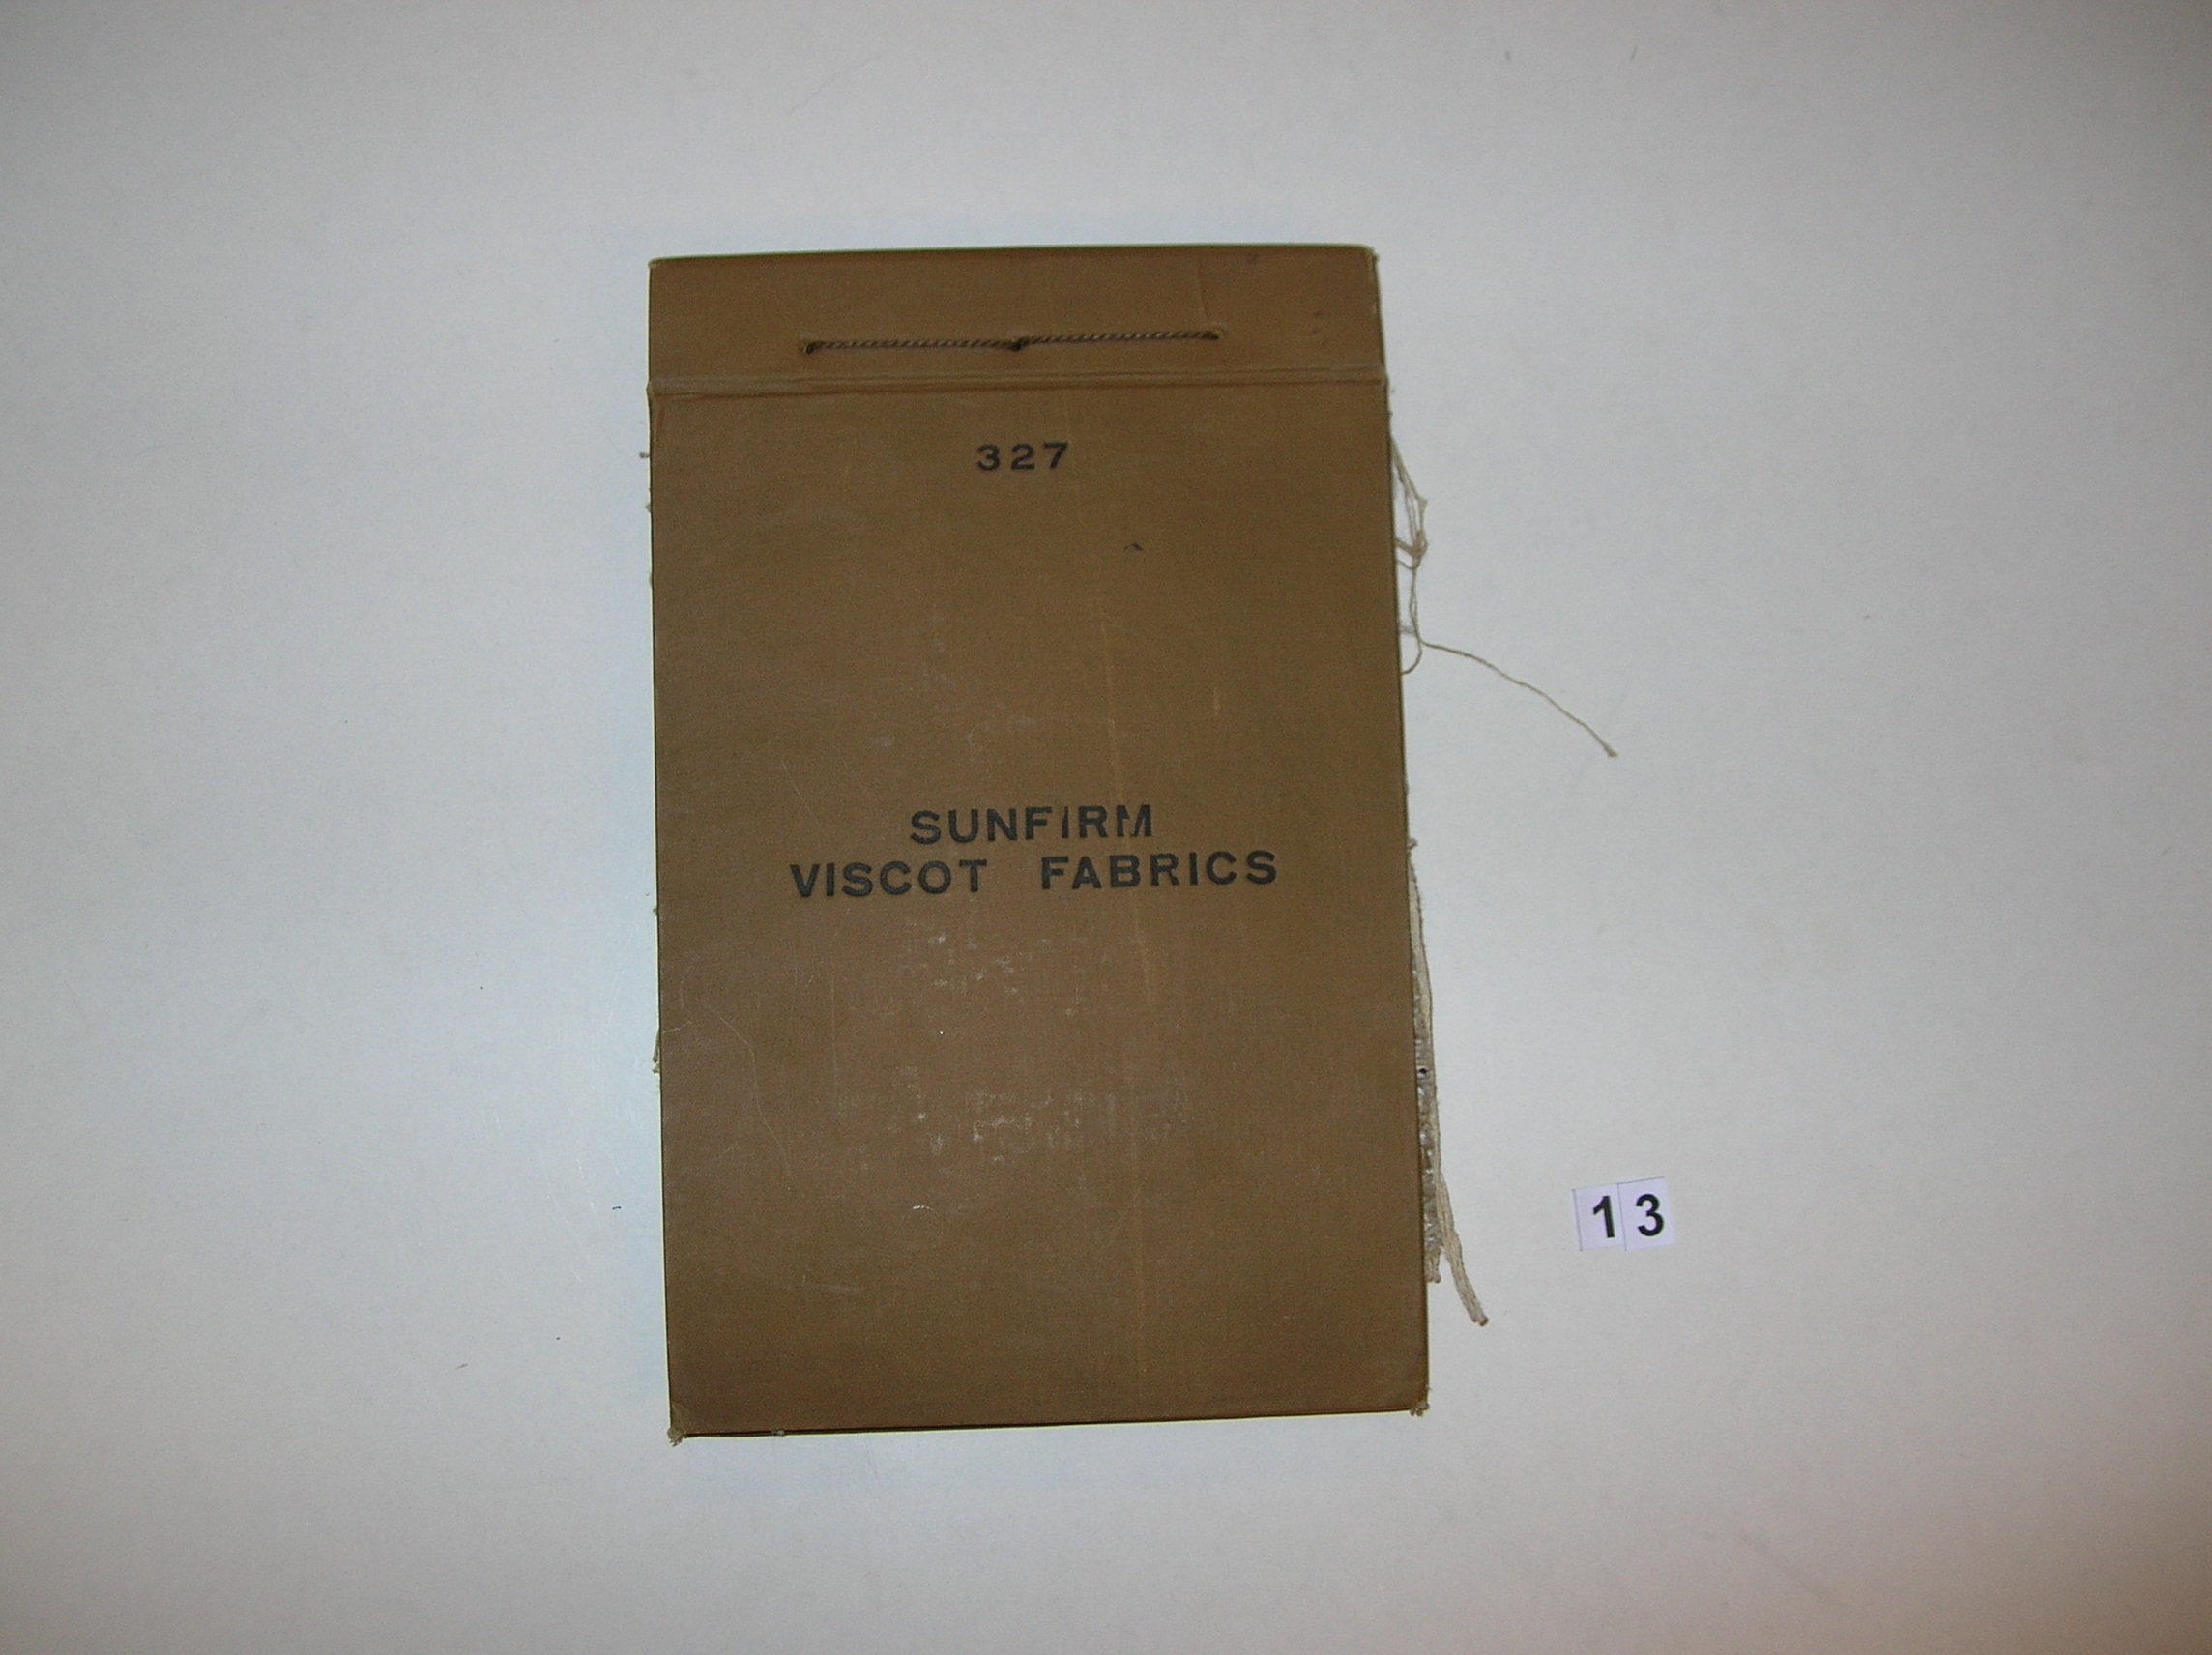 327
SUNFIRM
VISCOT FABRICS
13